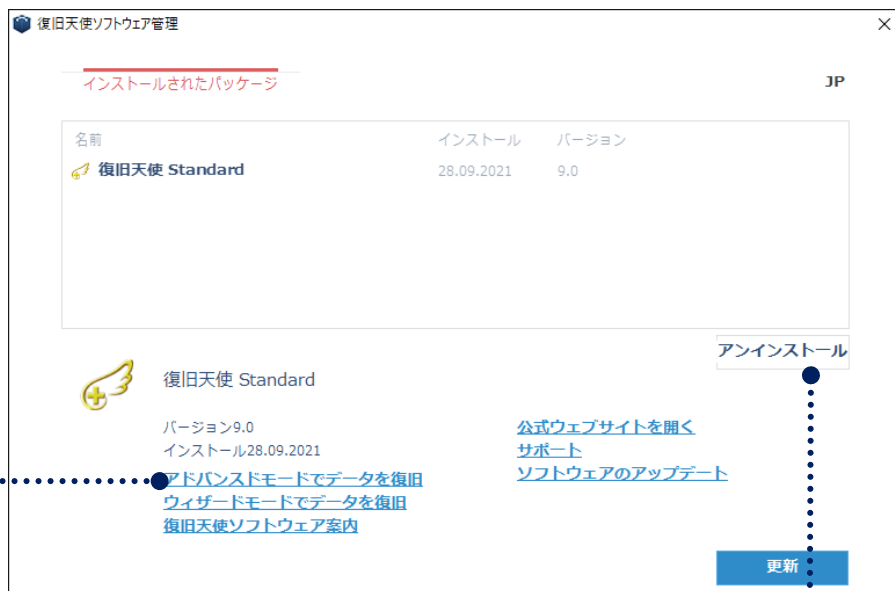 復旧天使ソフトウェア管理
インストールされたパッケージ
JP
名前 インストール バージョン
復旧天使 Standard 28.09.2021 9.0
アンインストール
復旧天使 Standard
バージョン9.0
インストール28.09.2021
アドバンスドモードでデータを復旧
ウィザードモードでデータを復旧
復旧天使ソフトウェア案内
公式ウェブサイトを開く
サポート
ソフトウェアのアップデート
更新